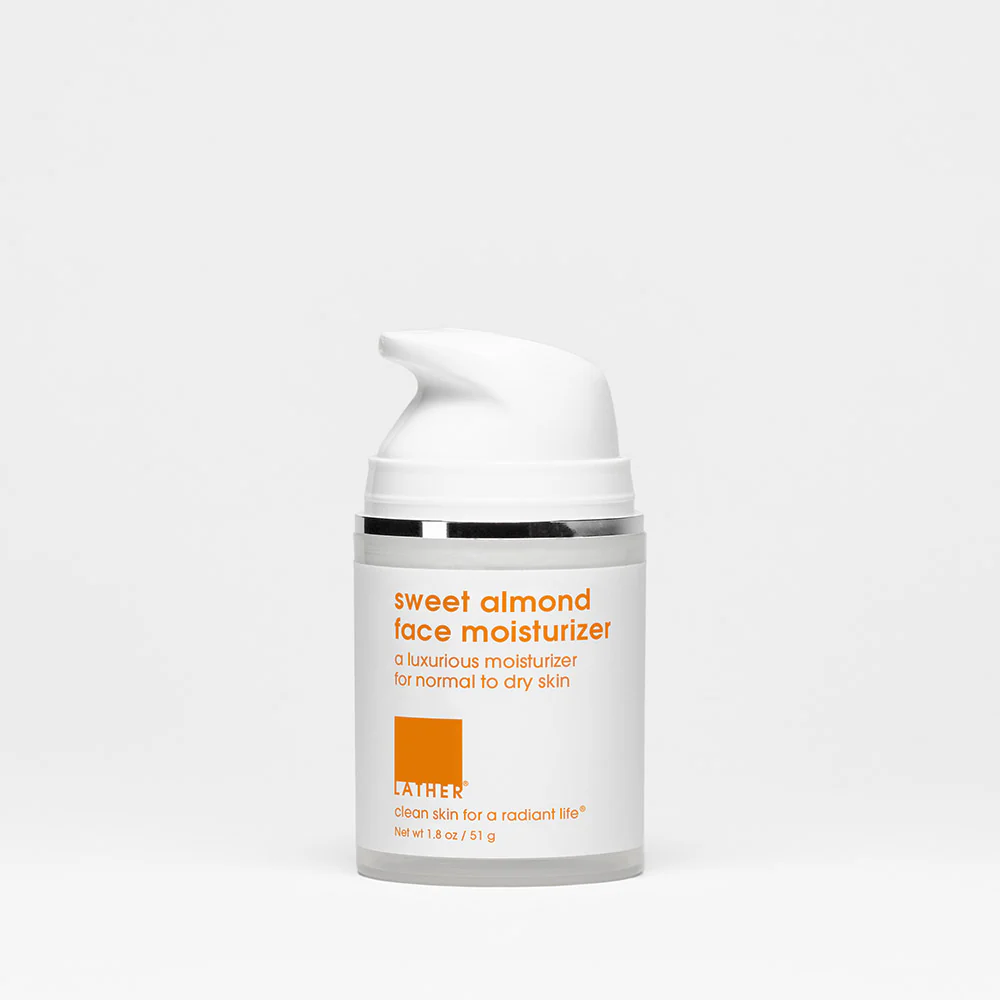 sweet almond
face moisturizer
a luxurious moisturizer
for normal to dry skin
LATHER®
clean skin for a radiant life®
Net wt 1.8 oz / 51 g